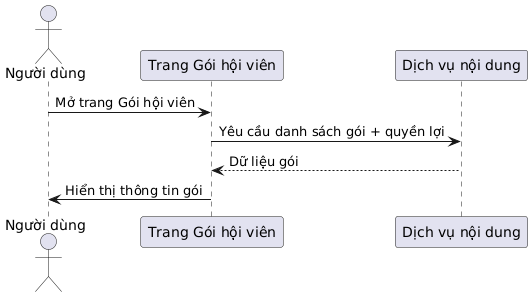 Người dùng
Trang Gói hội viên
Dịch vụ nội dung
Mở trang Gói hội viên
Yêu cầu danh sách gói + quyền lợi
Dữ liệu gói
Hiển thị thông tin gói
Người dùng
Trang Gói hội viên
Dịch vụ nội dung